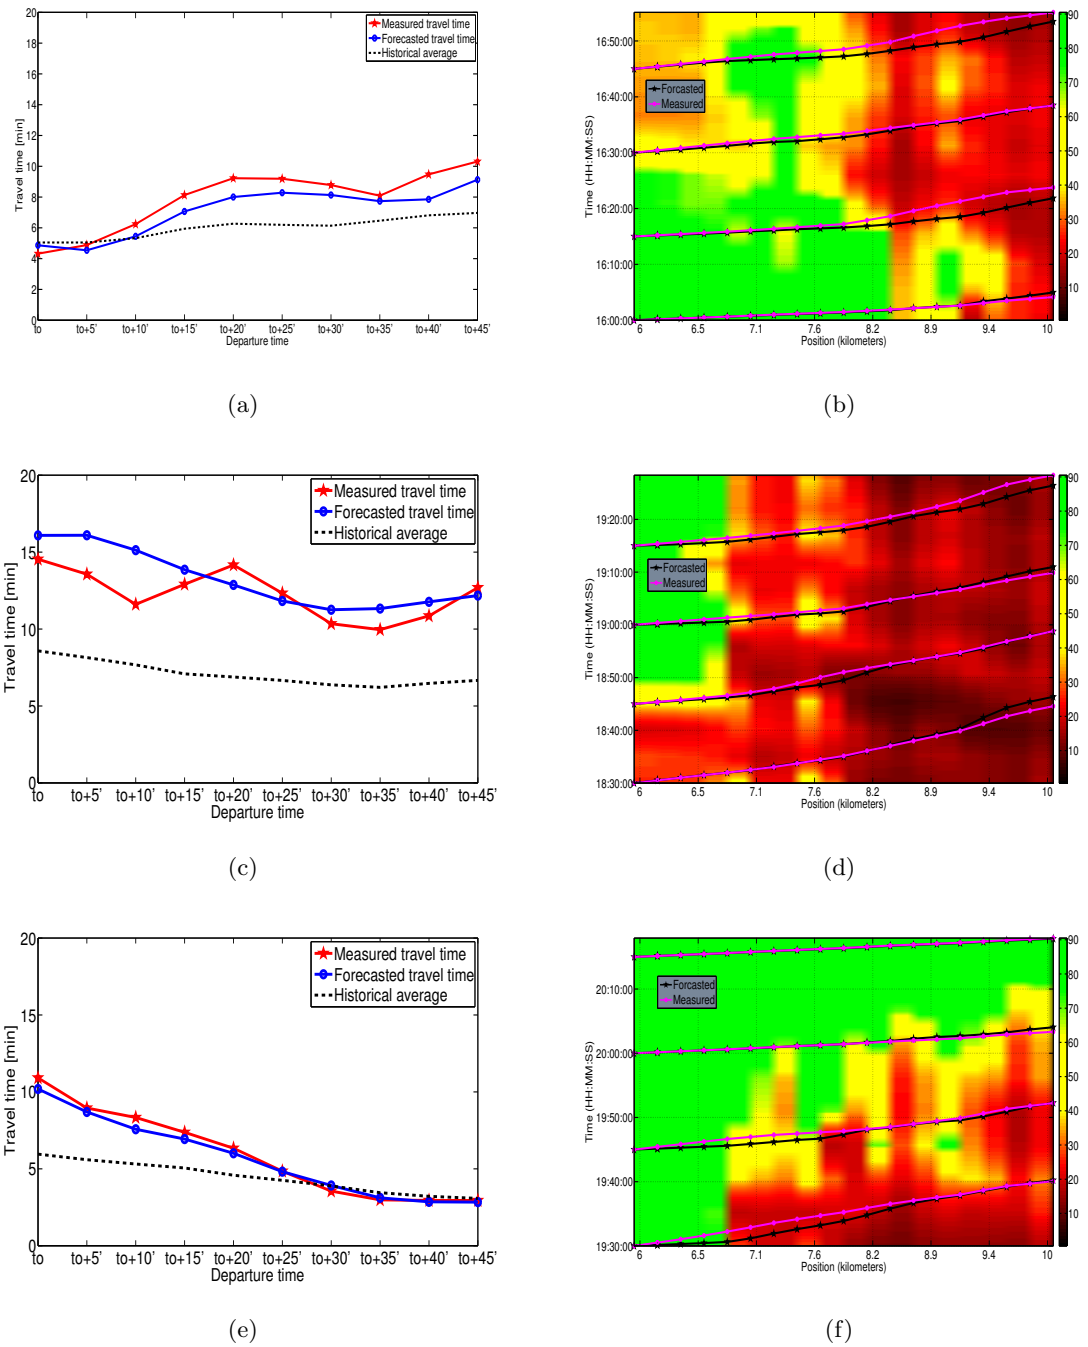 20
18
16
14
12
10
8
6
4
2
0
Travel time [min]
Measured travel time
Forecasted travel time
Historical average
to to+5' to+10' to+15' to+20' to+25' to+30' to+35' to+40' to+45'
Departure time
(a)
16:50:00
16:40:00
16:30:00
16:20:00
16:10:00
16:00:00
Time (HH:MM:SS)
Forcasted
Measured
6 6.5 7.1 7.6 8.2 8.9 9.4 10
Position (kilometers)
90
80
70
60
50
40
30
20
10
(b)
20
15
10
5
0
Travel time [min]
Measured travel time
Forecasted travel time
Historical average
to to+5' to+10' to+15' to+20' to+25' to+30' to+35' to+40' to+45'
Departure time
(c)
19:20:00
19:10:00
19:00:00
18:50:00
18:40:00
18:30:00
Time (HH:MM:SS)
Forcasted
Measured
6 6.5 7.1 7.6 8.2 8.9 9.4 10
Position (kilometers)
90
80
70
60
50
40
30
20
10
(d)
20
15
10
5
0
Travel time [min]
Measured travel time
Forecasted travel time
Historical average
to to+5' to+10' to+15' to+20' to+25' to+30' to+35' to+40' to+45'
Departure time
(e)
20:10:00
20:00:00
19:50:00
19:40:00
19:30:00
Time (HH:MM:SS)
Forcasted
Measured
6 6.5 7.1 7.6 8.2 8.9 9.4 10
Position (kilometers)
90
80
70
60
50
40
30
20
10
(f)